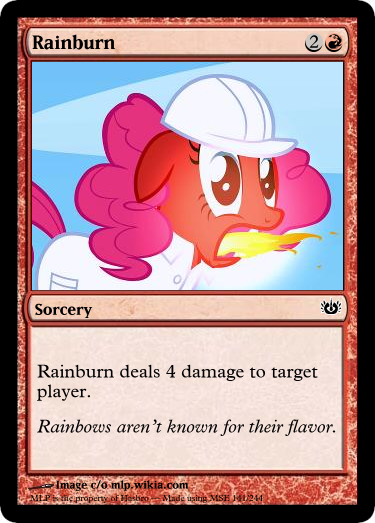 Rainburn 2
Sorcery
Rainburn deals 4 damage to target
player.
Rainbows aren't known for their flavor.
Image c/o mlp.wikia.com
MLP is the property of Hasbro — Made using MSE 141/244